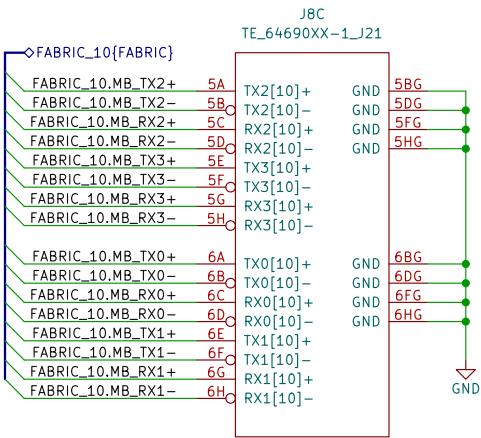 J8C
TE_64690XX-1_J21
FABRIC_10{FABRIC}
FABRIC_10.MB_TX2+ 5A TX2[10]+ GND 5BG
FABRIC_10.MB_TX2- 5B TX2[10]- GND 5DG
FABRIC_10.MB_RX2+ 5C RX2[10]+ GND 5FG
FABRIC_10.MB_RX2- 5D RX2[10]- GND 5HG
FABRIC_10.MB_TX3+ 5E TX3[10]+
FABRIC_10.MB_TX3- 5F TX3[10]-
FABRIC_10.MB_RX3+ 5G RX3[10]+
FABRIC_10.MB_RX3- 5H RX3[10]-
FABRIC_10.MB_TX0+ 6A TX0[10]+ GND 6BG
FABRIC_10.MB_TX0- 6B TX0[10]- GND 6DG
FABRIC_10.MB_RX0+ 6C RX0[10]+ GND 6FG
FABRIC_10.MB_RX0- 6D RX0[10]- GND 6HG
FABRIC_10.MB_TX1+ 6E TX1[10]+
FABRIC_10.MB_TX1- 6F TX1[10]-
FABRIC_10.MB_RX1+ 6G RX1[10]+
FABRIC_10.MB_RX1- 6H RX1[10]-
GND